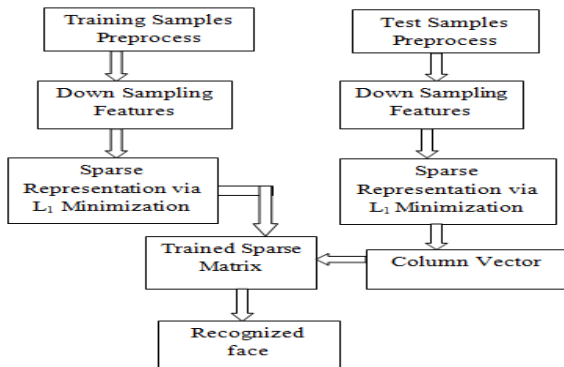 Training Samples
Preprocess
Down Sampling
Features
Sparse
Representation via
L₁ Minimization
Test Samples
Preprocess
Down Sampling
Features
Sparse
Representation via
L₁ Minimization
Trained Sparse
Matrix
Column Vector
Recognized
face